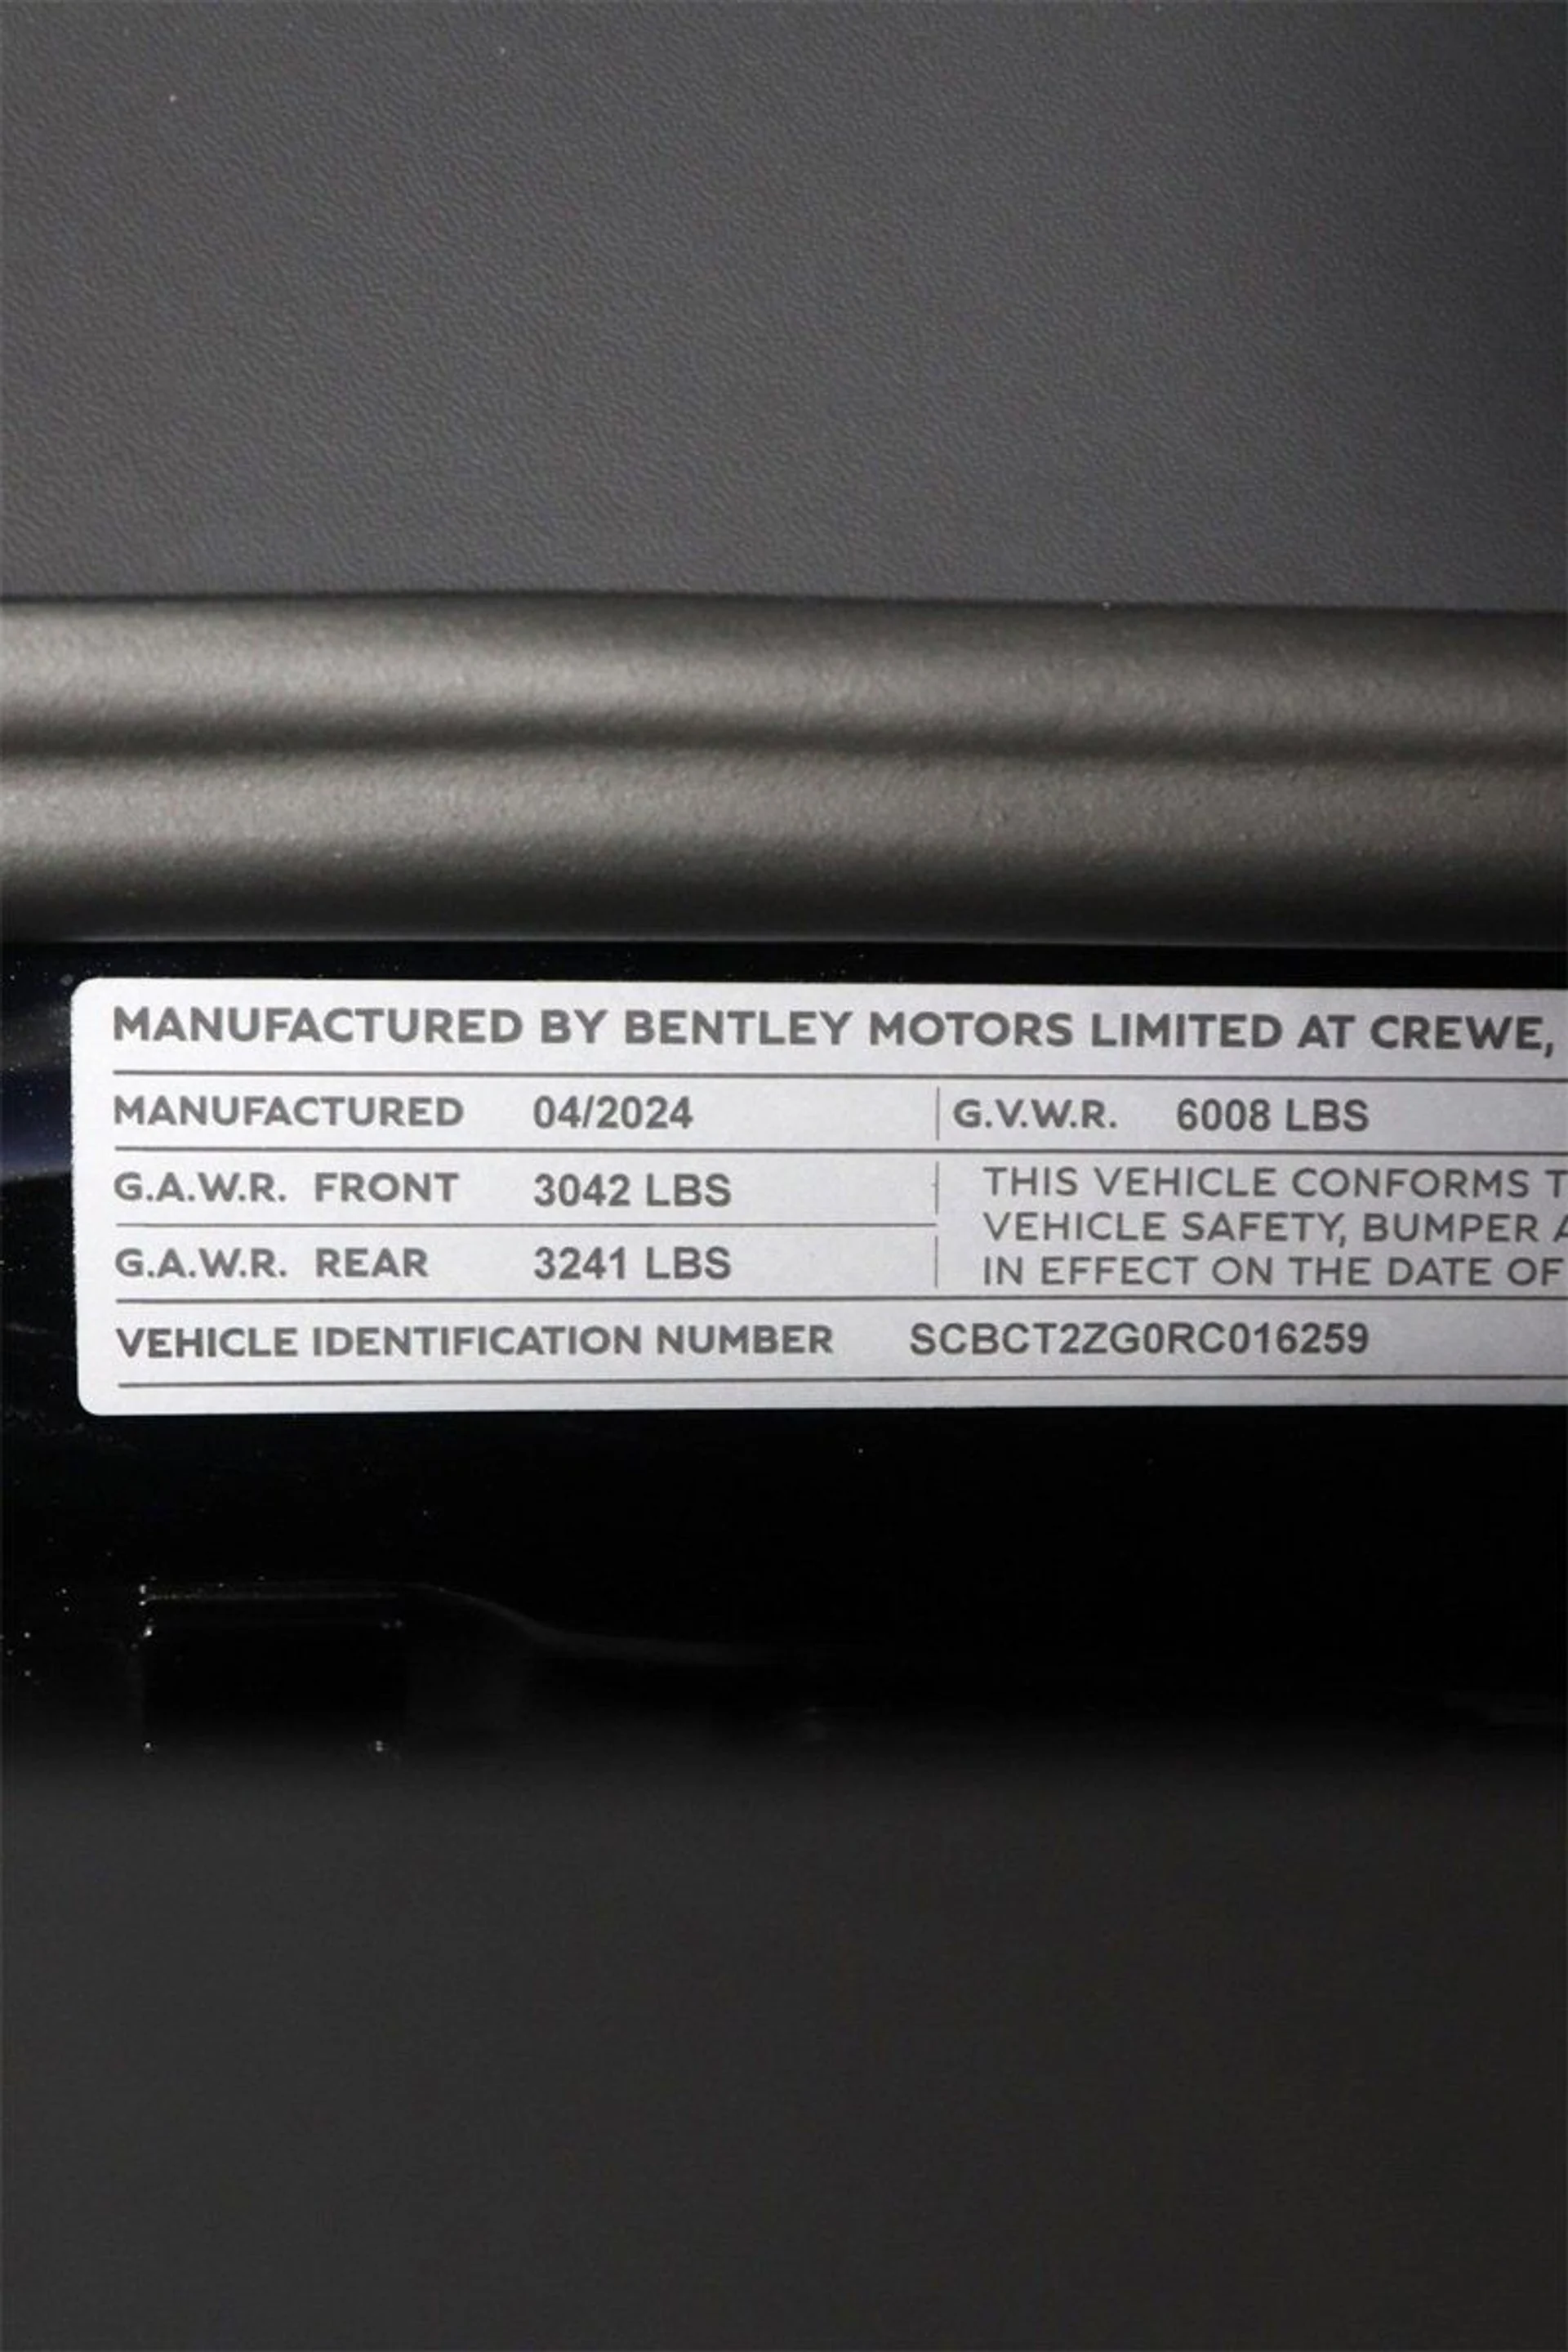 MANUFACTURED BY BENTLEY MOTORS LIMITED AT CREWE,
MANUFACTURED 04/2024 G.V.W.R. 6008 LBS
G.A.W.R. FRONT 3042 LBS
THIS VEHICLE CONFORMS
VEHICLE SAFETY, BUMPER
IN EFFECT ON THE DATE OF
G.A.W.R. REAR 3241 LBS
VEHICLE IDENTIFICATION NUMBER SCBCT2ZG0RC016259